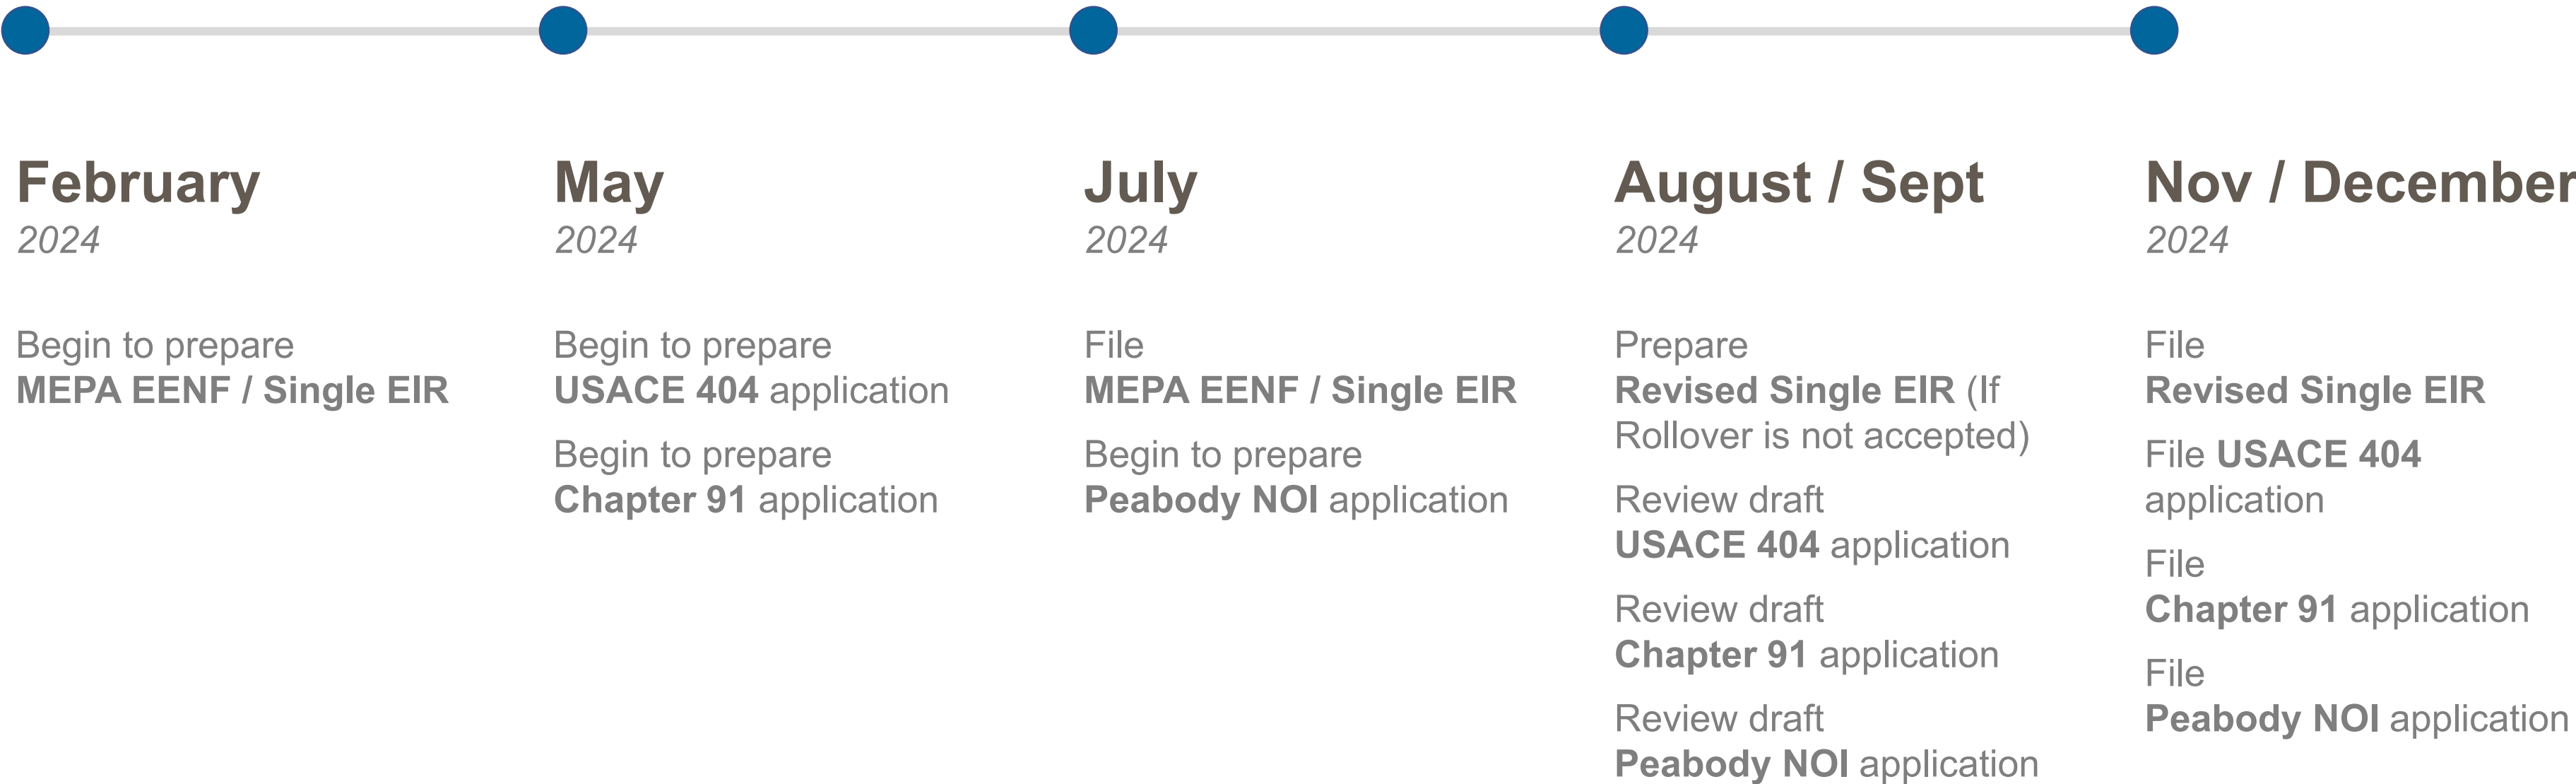 February
2024
Begin to prepare
MEPA EENF / Single EIR
May
2024
Begin to prepare
USACE 404 application
Begin to prepare
Chapter 91 application
July
2024
File
MEPA EENF / Single EIR
Begin to prepare
Peabody NOI application
August / Sept
2024
Prepare
Revised Single EIR (If
Rollover is not accepted)
Review draft
USACE 404 application
Review draft
Chapter 91 application
Review draft
Peabody NOI application
Nov / December
2024
File
Revised Single EIR
File USACE 404
application
File
Chapter 91 application
File
Peabody NOI application